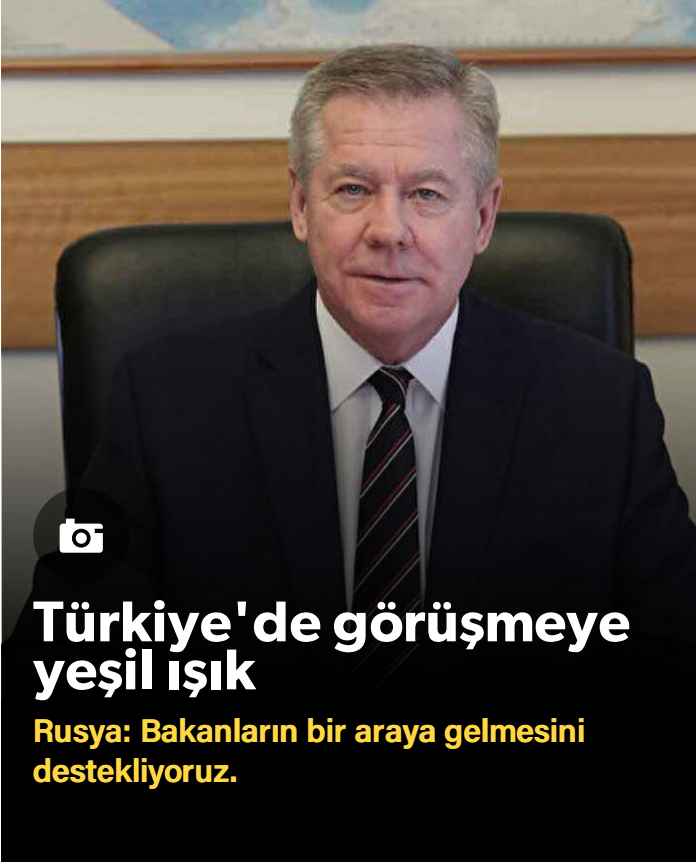 Türkiye'de görüşmeye
yeşil ışık
Rusya: Bakanların bir araya gelmesini
destekliyoruz.